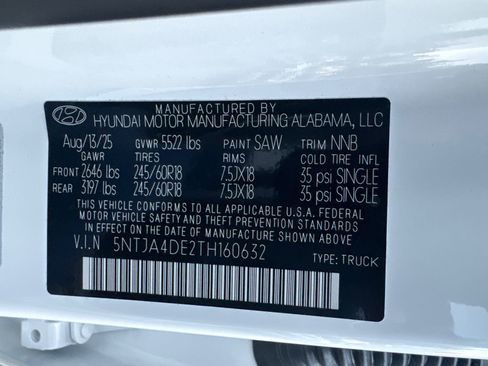 MANUFACTURED BY
HYUNDAI MOTOR MANUFACTURING ALABAMA, LLC
Aug/13/25 GVWR 5522 lbs PAINT SAW TRIM NNB
GAWR TIRES RIMS COLD TIRE INFL
FRONT 2646 lbs 245/60R18 7.5JX18 35 psi SINGLE
REAR 3197 lbs 245/60R18 7.5JX18 35 psi SINGLE
THIS VEHICLE CONFORMS TO ALL APPLICABLE U.S.A. FEDERAL
MOTOR VEHICLE SAFETY AND THEFT PREVENTION STANDARDS
IN EFFECT ON THE DATE OF MANUFACTURE SHOWN ABOVE.
V.I.N 5NTJA4DE2TH160632
TYPE: TRUCK